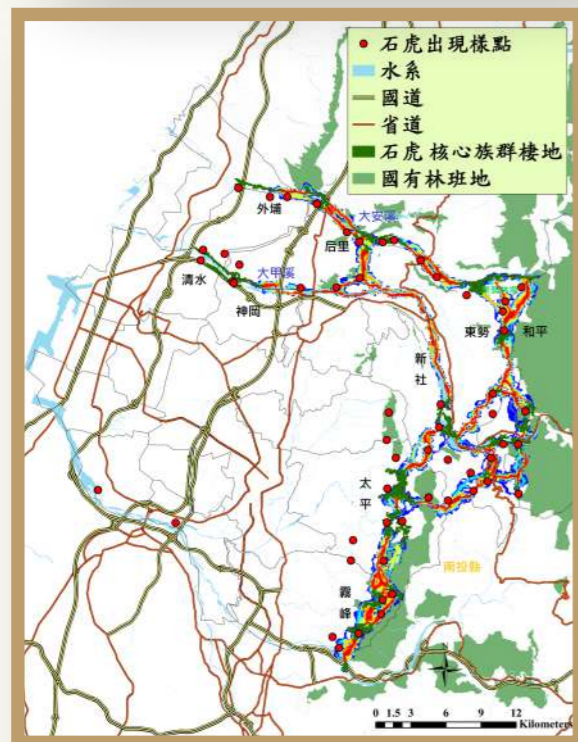 石虎出現樣點
水系
國道
省道
石虎 核心族群棲地
國有林班地
外埔
大安溪
后里
大甲溪
清水
神岡
東勢
和平
新
社
太
平
南投縣
霧
峰
0 1.5 3 6 9 12
Kilometers